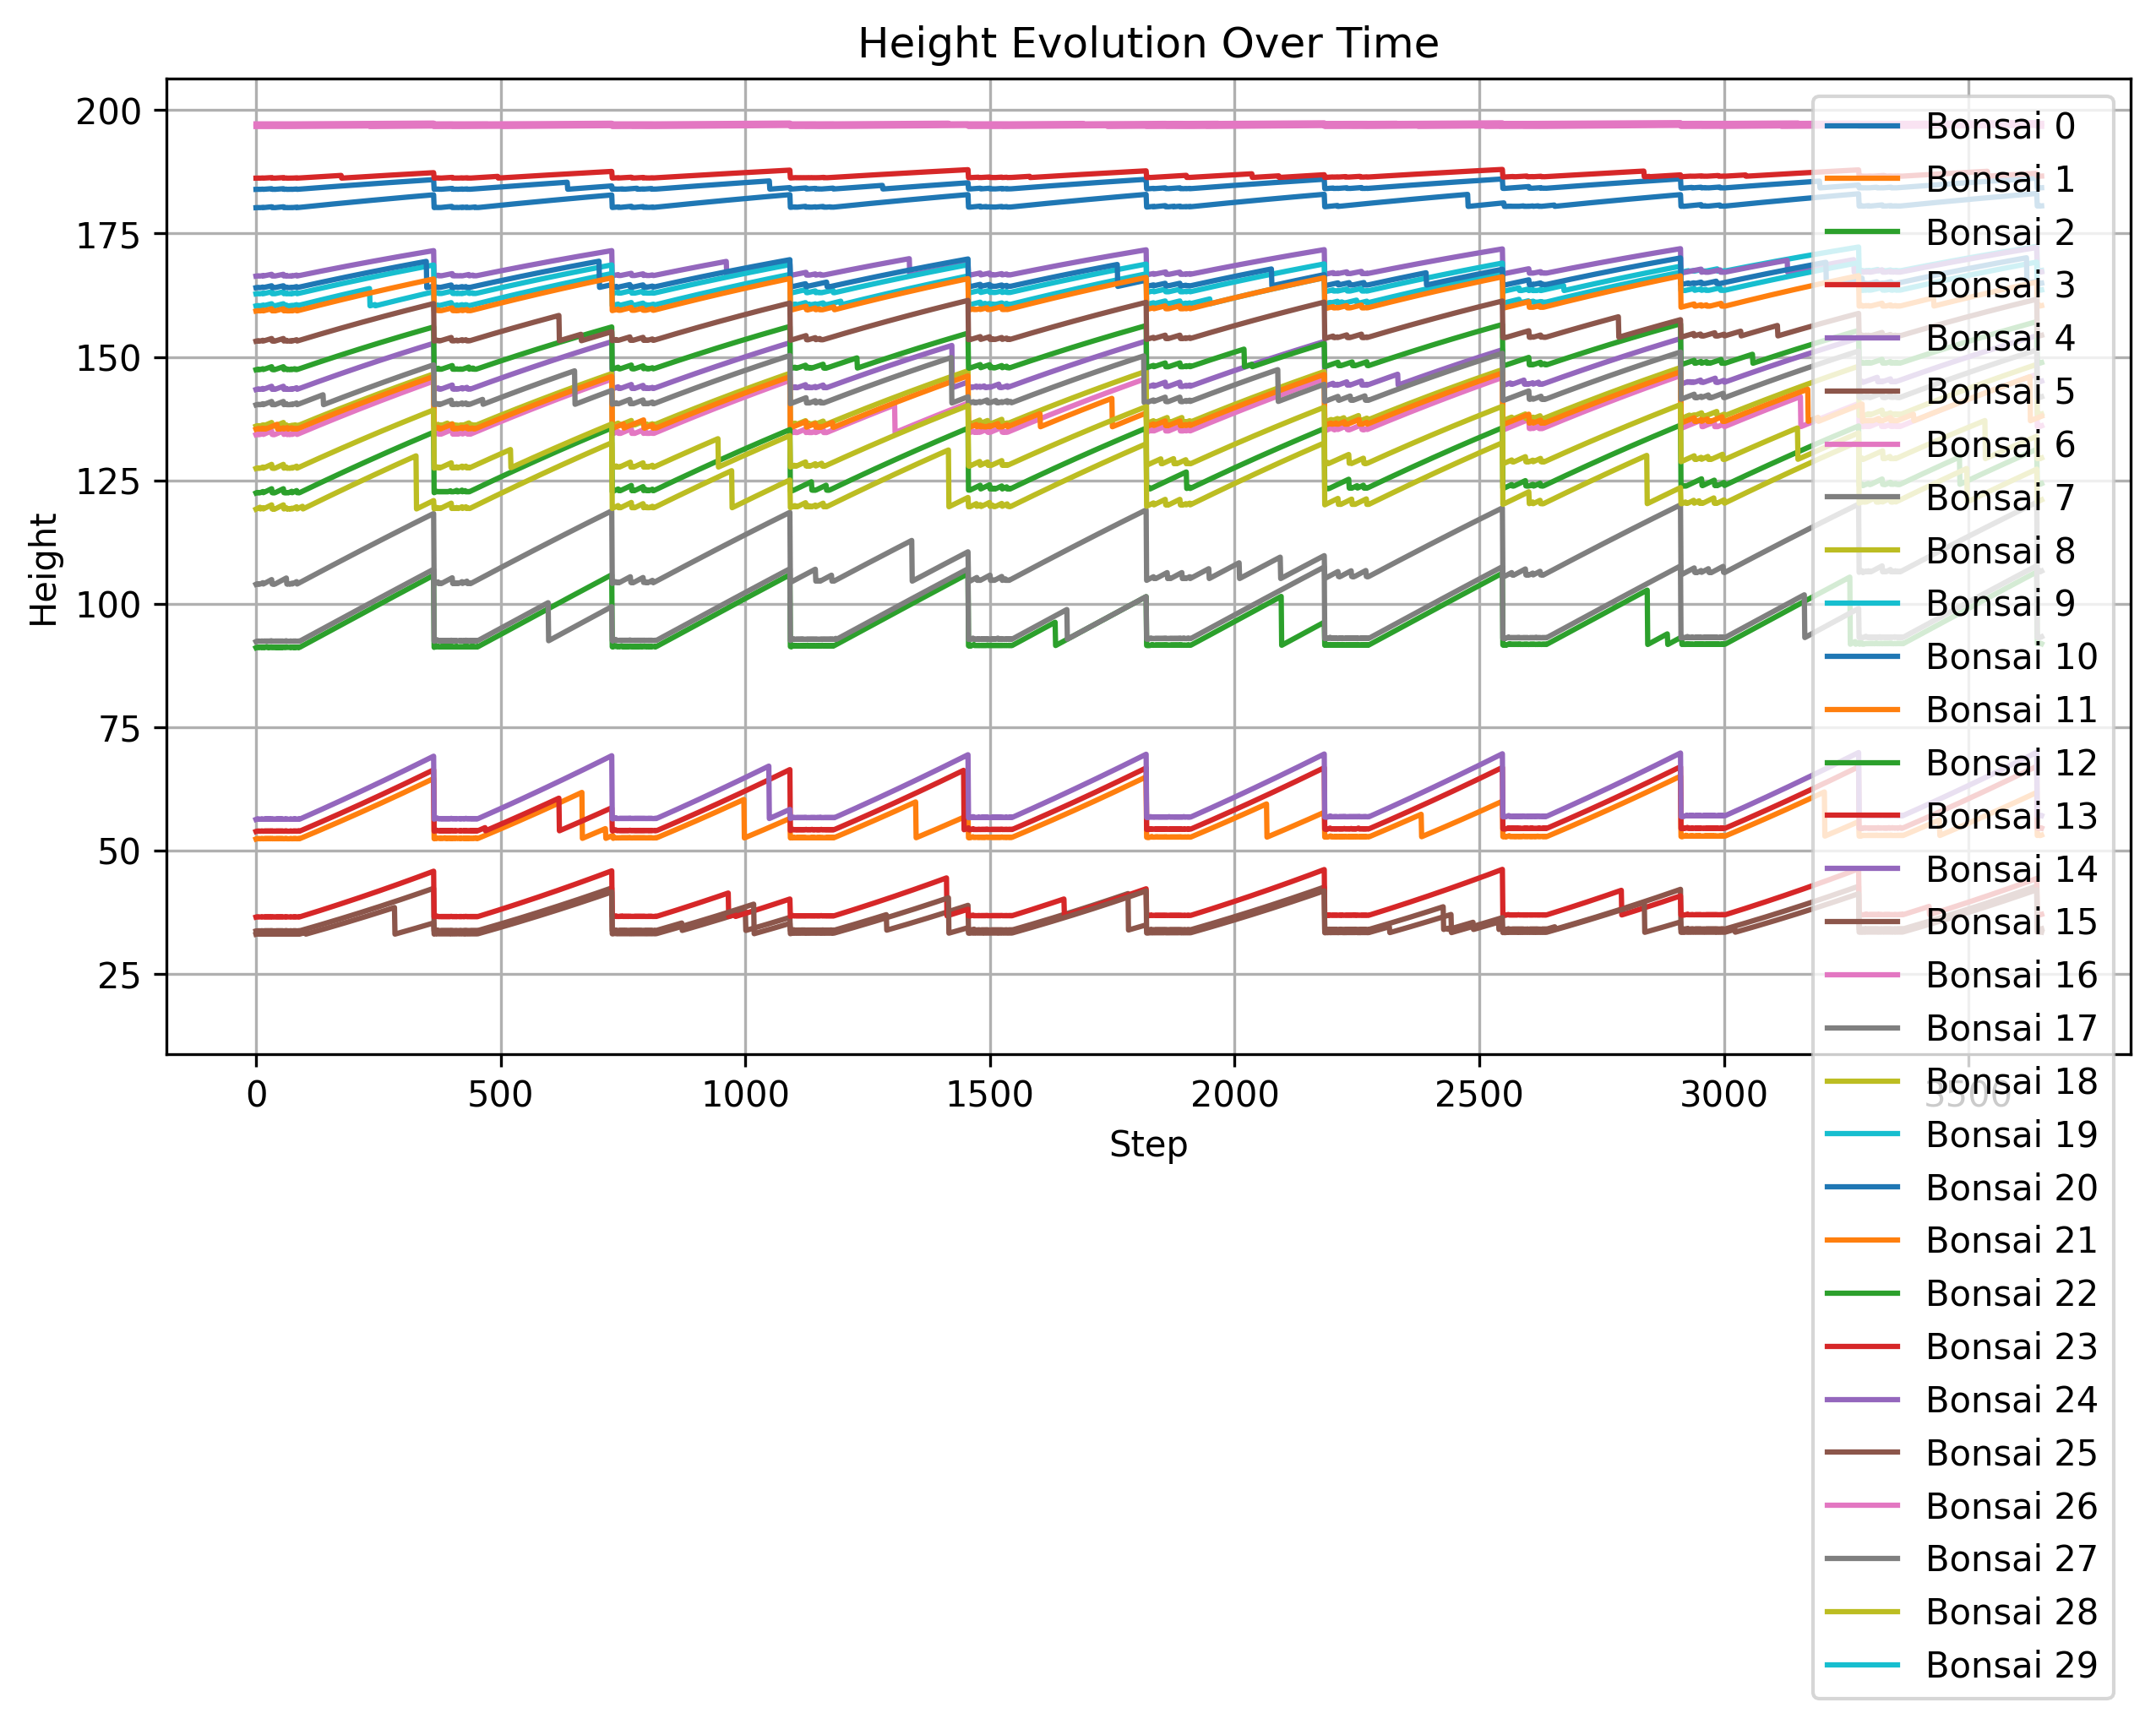 Height Evolution Over Time
Height
200
175
150
125
100
75
50
25
0
500
1000
1500
2000
2500
3000
3500
Step
Bonsai 0
Bonsai 1
Bonsai 2
Bonsai 3
Bonsai 4
Bonsai 5
Bonsai 6
Bonsai 7
Bonsai 8
Bonsai 9
Bonsai 10
Bonsai 11
Bonsai 12
Bonsai 13
Bonsai 14
Bonsai 15
Bonsai 16
Bonsai 17
Bonsai 18
Bonsai 19
Bonsai 20
Bonsai 21
Bonsai 22
Bonsai 23
Bonsai 24
Bonsai 25
Bonsai 26
Bonsai 27
Bonsai 28
Bonsai 29